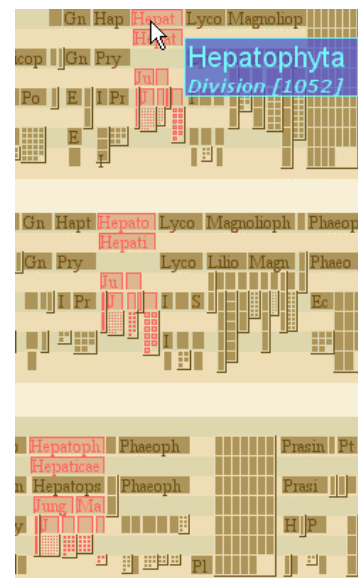 Gn Hap Hepat Lyco Magnoliop
Hepat
Hepatophyta
Division [1052]
cop Gn Pry
Ju
Po E I Pr J
E
I
Gn Hapt Hepato Lyco Magnolioph Phaeop
Hepati
Gn Pry Lyco Lilio Magn Phaeo
Ju
I Pr J I S Ec
I
Hepatoph Phaeoph Prasin Pt
Hepaticae
n Hepatops Phaeoph Prasi
Jung Ma
y J H P
Pl